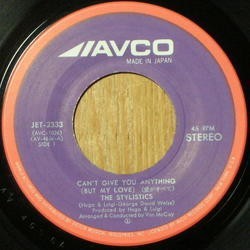 AVCO
MADE IN JAPAN
JET-2333
(AVC-1026)
SIDE 1
45 RPM
STEREO
CAN'T GIVE YOU ANYTHING
(BUT MY LOVE)
THE STYLISTICS
(Hugo & Luigi-George David Weiss)
Produced by Hugo & Luigi
Arranged & Conducted by Van McCoy